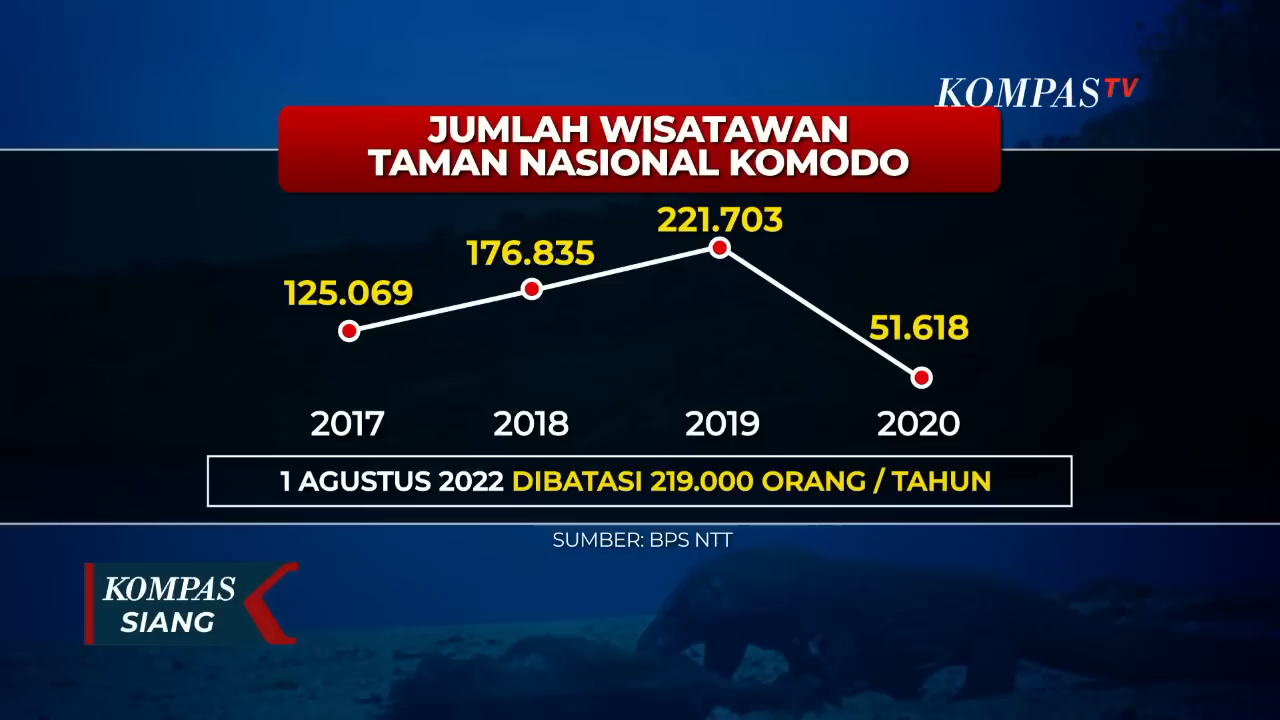 KOMPAS TV
JUMLAH WISATAWAN
TAMAN NASIONAL KOMODO
125.069
176.835
221.703
51.618
2017
2018
2019
2020
1 AGUSTUS 2022 DIBATASI 219.000 ORANG / TAHUN
SUMBER: BPS NTT
KOMPAS
SIANG